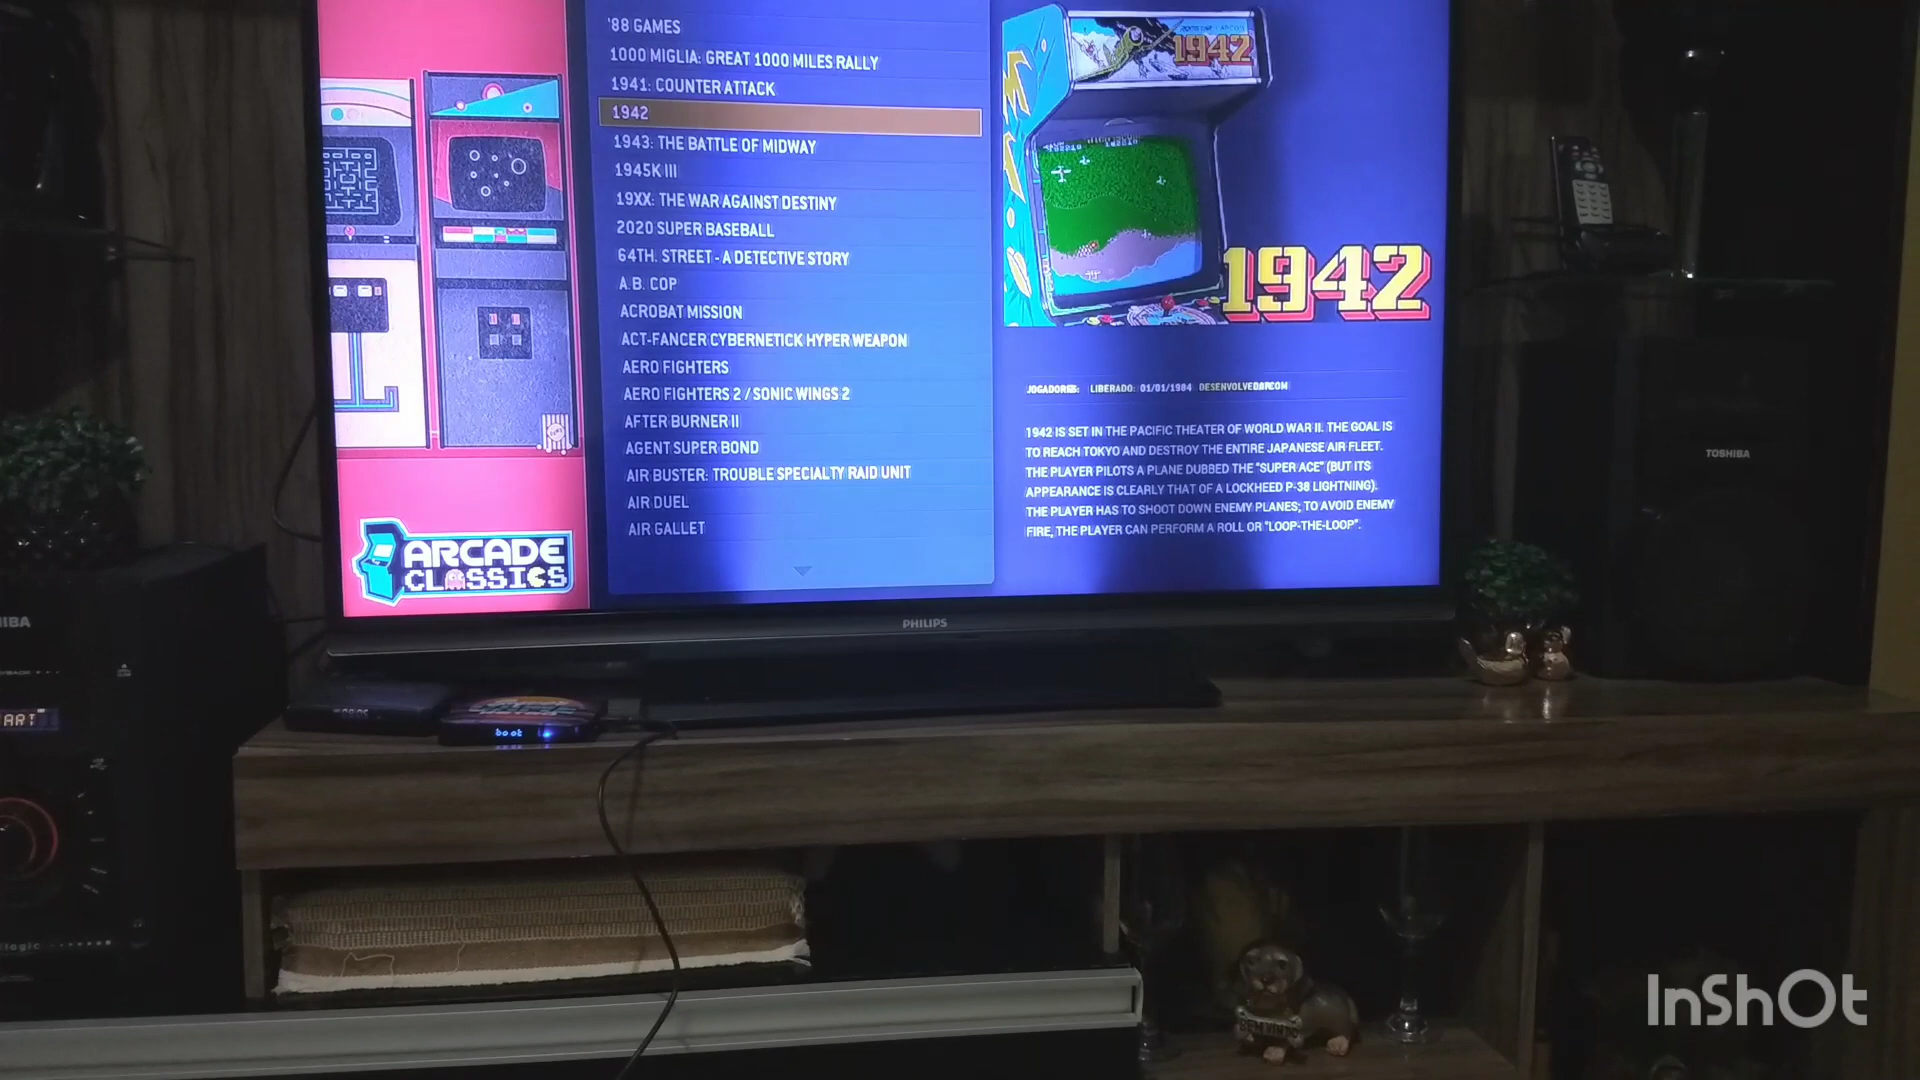 '88 GAMES
1000 MIGLIA: GREAT 1000 MILES RALLY
1941: COUNTER ATTACK
1942
1943: THE BATTLE OF MIDWAY
1945K III
19XX: THE WAR AGAINST DESTINY
2020 SUPER BASEBALL
64TH. STREET - A DETECTIVE STORY
A.B. COP
ACROBAT MISSION
ACT-FANCER CYBERNETICK HYPER WEAPON
AERO FIGHTERS
AERO FIGHTERS 2 / SONIC WINGS 2
AFTER BURNER II
AGENT SUPER BOND
AIR BUSTER: TROUBLE SPECIALTY RAID UNIT
AIR DUEL
AIR GALLET
1942
1942
JOGADORES: LIBERADO: 01/01/1984
1942 IS SET IN THE PACIFIC THEATER OF WORLD WAR II. THE GOAL IS
TO REACH TOKYO AND DESTROY THE ENTIRE JAPANESE AIR FLEET.
THE PLAYER PILOTS A PLANE DUBBED THE "SUPER ACE" (BUT ITS
APPEARANCE IS CLEARLY THAT OF A LOCKHEED P-38 LIGHTNING).
THE PLAYER HAS TO SHOOT DOWN ENEMY PLANES; TO AVOID ENEMY
FIRE, THE PLAYER CAN PERFORM A ROLL OR "LOOP-THE-LOOP".
ARCADE
CLASSICS
PHILIPS
TOSHIBA
IBA
ART
boot
logic
BEM VINDO
InShOt